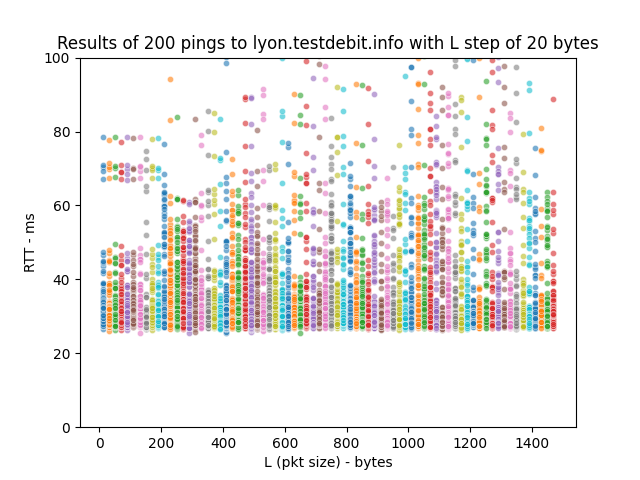 Results of 200 pings to lyon.testdebit.info with L step of 20 bytes
100
80
60
40
20
0
RTT - ms
0 200 400 600 800 1000 1200 1400
L (pkt size) - bytes